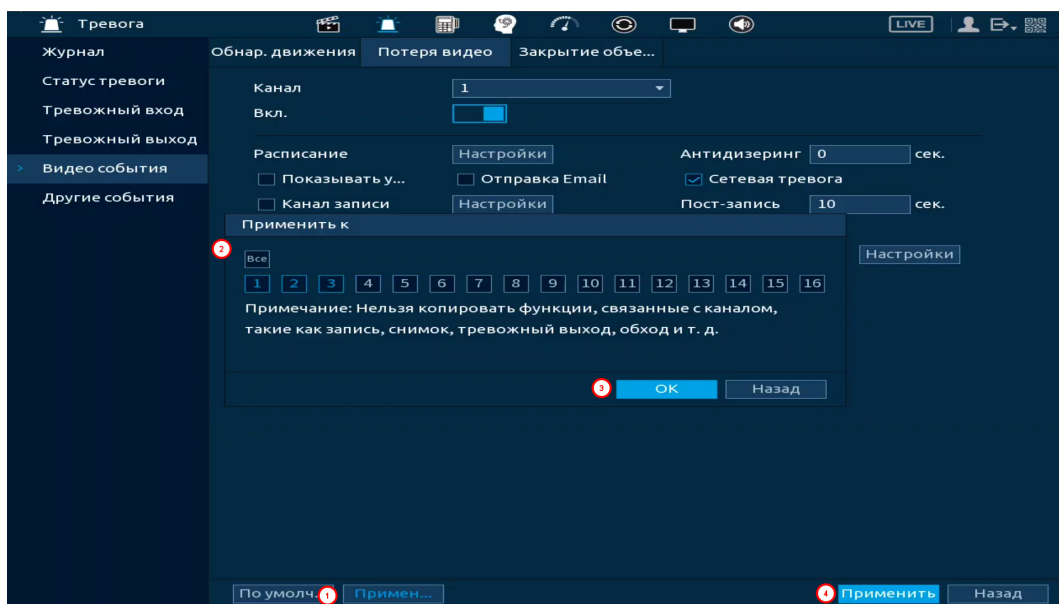 Тревога
LIVE
Журнал
Статус тревоги
Тревожный вход
Тревожный выход
> Видео события
Другие события
Обнар. движения Потеря видео Закрытие объе...
Канал 1
Вкл.
Расписание Настройки Антидизеринг 0 сек.
Показывать у... Отправка Email Сетевая тревога
Канал записи Настройки Пост-запись 10 сек.
Применить к
2
Все
Настройки
1 2 3 4 5 6 7 8 9 10 11 12 13 14 15 16
Примечание: Нельзя копировать функции, связанные с каналом,
такие как запись, снимок, тревожный выход, обход и т. д.
3 OK Назад
По умолч. 1 Примен... 4 Применить Назад